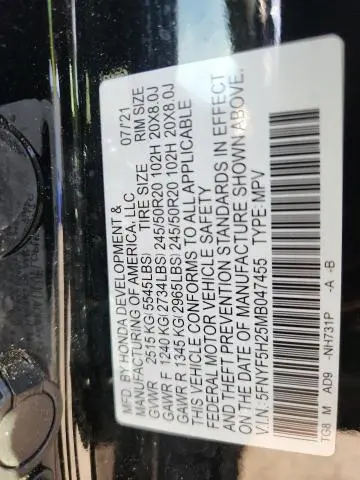 MFD. BY HONDA DEVELOPMENT & 07/'21
MANUFACTURING OF AMERICA, LLC
TIRE SIZE RIM SIZE
GVWR 2515 KG( 5545LBS)
GAWR F 1240 KG( 2734LBS) 245/50R20 102H 20X8.0J
GAWR R 1345 KG( 2965LBS) 245/50R20 102H 20X8.0J
THIS VEHICLE CONFORMS TO ALL APPLICABLE
FEDERAL MOTOR VEHICLE SAFETY
AND THEFT PREVENTION STANDARDS IN EFFECT
ON THE DATE OF MANUFACTURE SHOWN ABOVE.
V.I.N: 5FNYF5H25MB047455 TYPE:MPV
TG8 M AD9 -NH731P -A -B